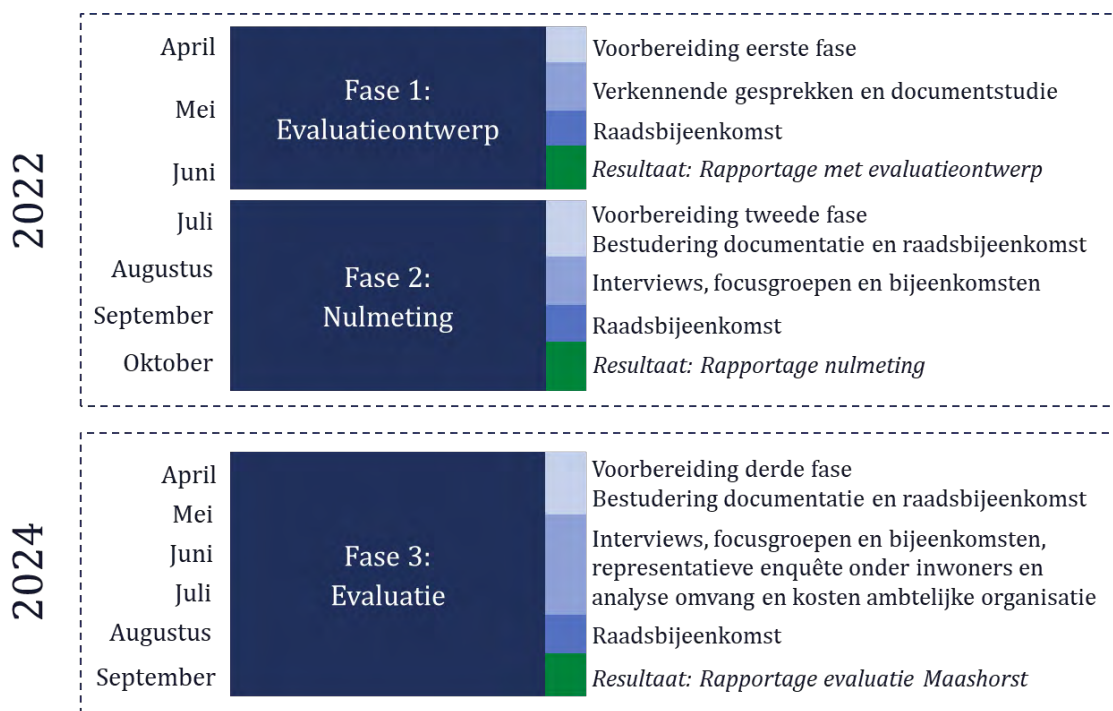 2022
April
Mei
Juni
Fase 1:
Evaluatieontwerp
Voorbereiding eerste fase
Verkennende gesprekken en documentstudie
Raadsbijeenkomst
Resultaat: Rapportage met evaluatieontwerp
Juli
Augustus
September
Oktober
Fase 2:
Nulmeting
Voorbereiding tweede fase
Bestudering documentatie en raadsbijeenkomst
Interviews, focusgroepen en bijeenkomsten
Raadsbijeenkomst
Resultaat: Rapportage nulmeting
2024
April
Mei
Juni
Juli
Augustus
September
Fase 3:
Evaluatie
Voorbereiding derde fase
Bestudering documentatie en raadsbijeenkomst
Interviews, focusgroepen en bijeenkomsten,
representatieve enquête onder inwoners en
analyse omvang en kosten ambtelijke organisatie
Raadsbijeenkomst
Resultaat: Rapportage evaluatie Maashorst